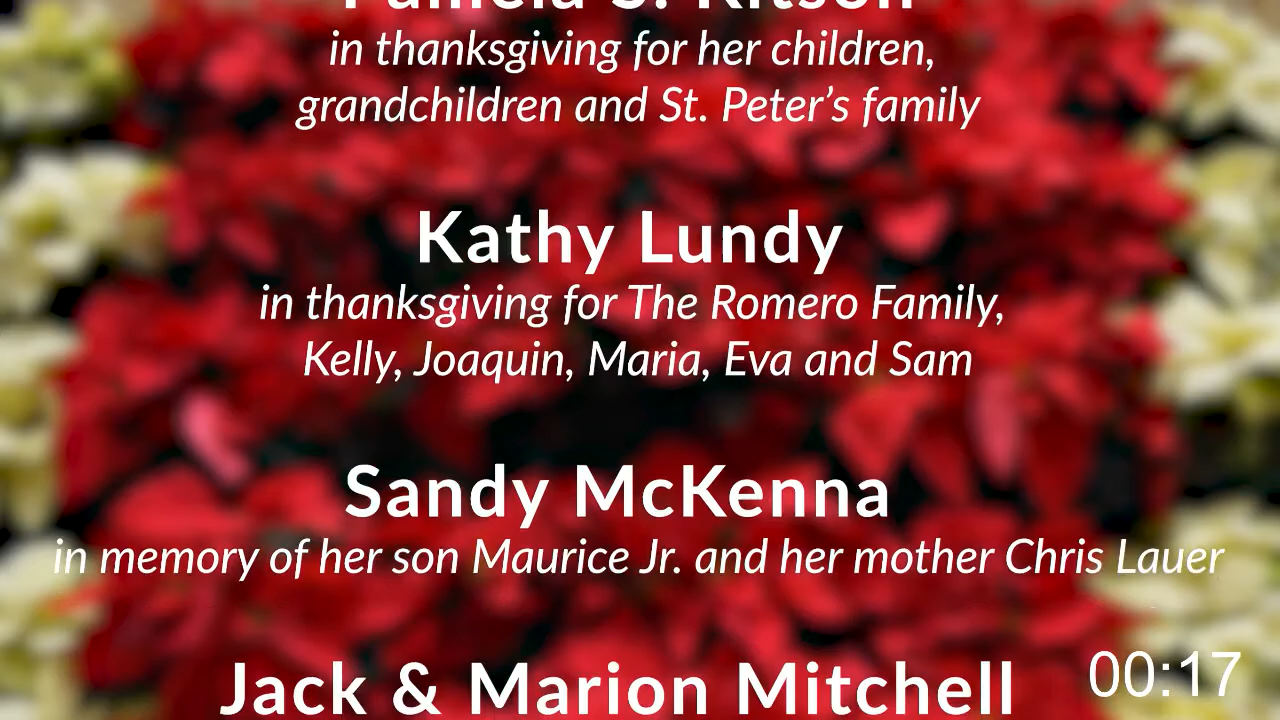 Pamela S. Kitson
in thanksgiving for her children,
grandchildren and St. Peter’s family
Kathy Lundy
in thanksgiving for The Romero Family,
Kelly, Joaquin, Maria, Eva and Sam
Sandy McKenna
in memory of her son Maurice Jr. and her mother Chris Lauer
Jack & Marion Mitchell
00:17